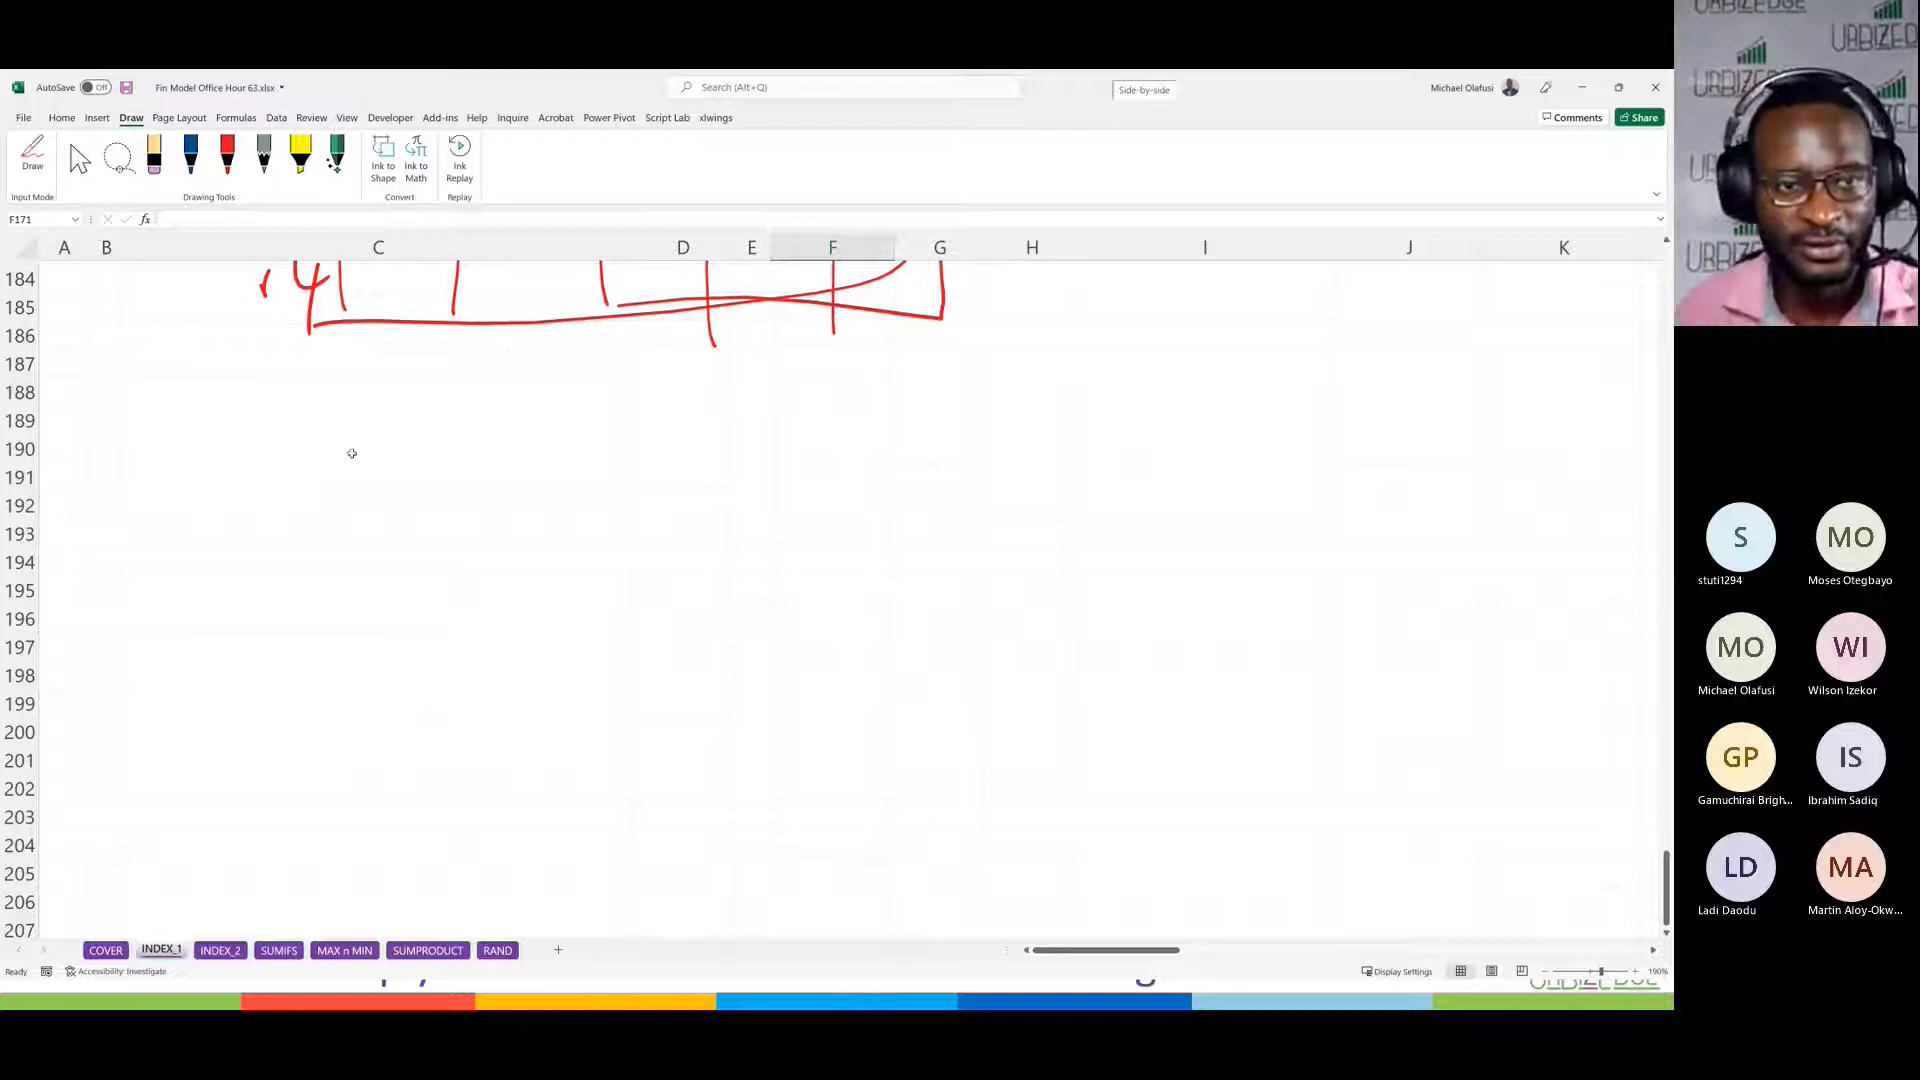 URBIZEDGE
URBIZED
AutoSave Off
Fin Model Office Hour 63.xlsx
Search (Alt+Q)
Side-by-side
Michael Olafusi
File Home Insert Draw Page Layout Formulas Data Review View Developer Add-ins Help Inquire Acrobat Power Pivot Script Lab xlwings
Comments
Share
Draw
Ink to Shape
Ink to Math
Ink Replay
Input Mode
Drawing Tools
Convert
Replay
F171
fx
A B C D E F G H I J K
184
4
185
186
187
188
189
190
191
192
193
194
195
196
197
198
199
200
201
202
203
204
205
206
207
COVER INDEX_1 INDEX_2 SUMIFS MAX n MIN SUMPRODUCT RAND
Ready
Accessibility: Investigate
Display Settings
190%
S
stuti1294
MO
Moses Otegbayo
MO
Michael Olafusi
WI
Wilson Izekor
GP
Gamuchirai Brigh...
IS
Ibrahim Sadiq
LD
Ladi Daodu
MA
Martin Aloy-Okw...